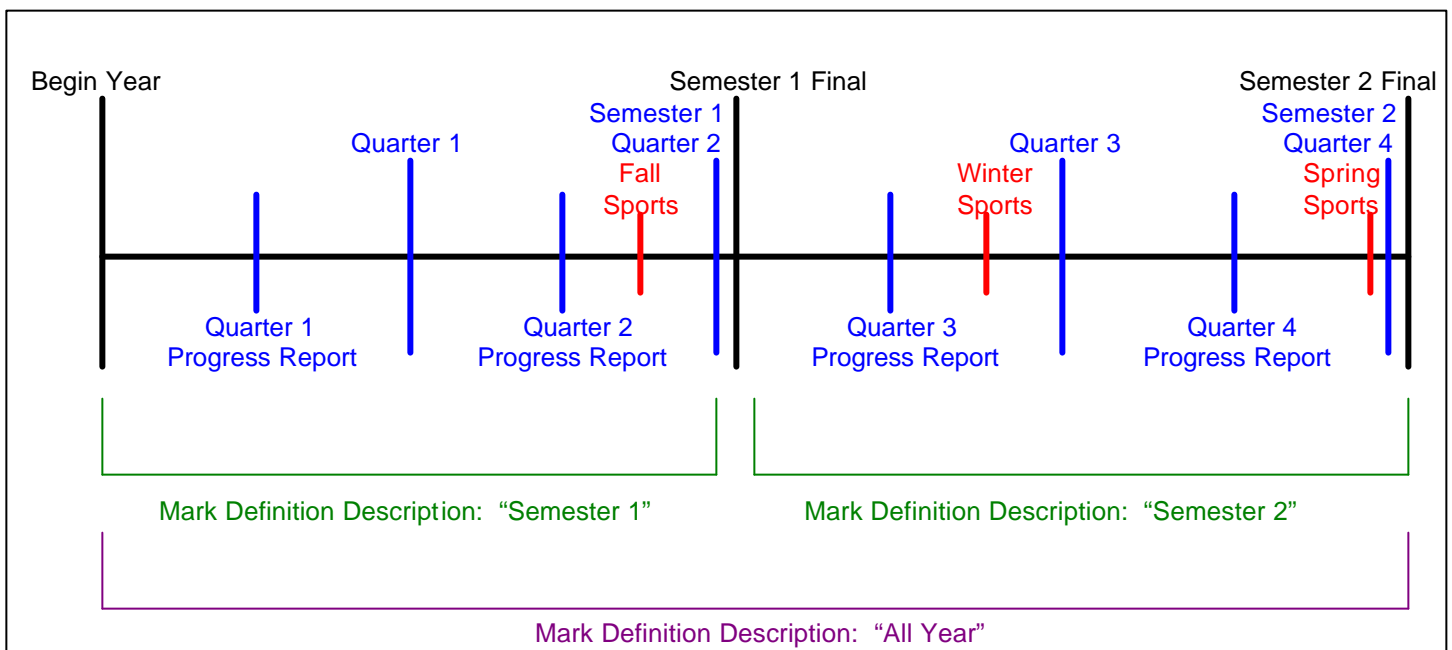 Begin Year
Semester 1 Final
Semester 2 Final
Semester 1
Semester 2
Quarter 1
Quarter 2
Quarter 3
Quarter 4
Fall
Sports
Winter
Sports
Spring
Sports
Quarter 1
Progress Report
Quarter 2
Progress Report
Quarter 3
Progress Report
Quarter 4
Progress Report
Mark Definition Description:  “Semester 1”
Mark Definition Description:  “Semester 2”
Mark Definition Description:  “All Year”